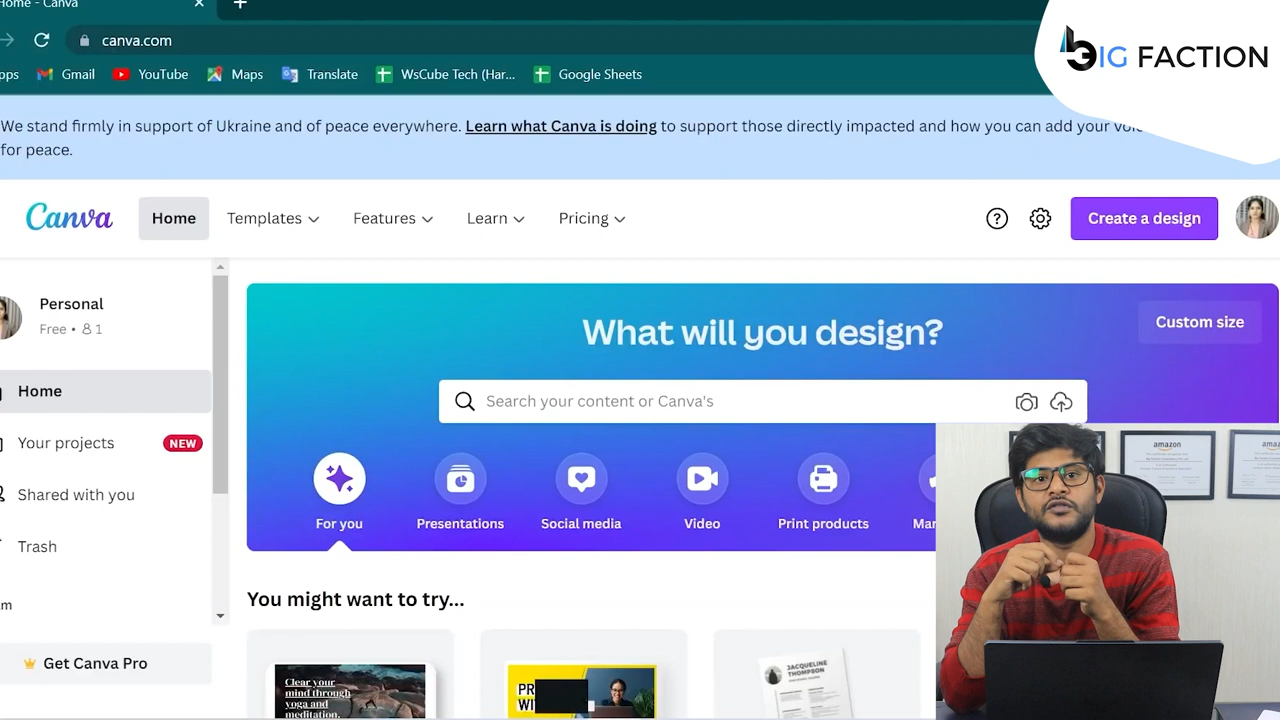 Home - Canva
canva.com
Gmail YouTube Maps Translate WsCube Tech (Har... Google Sheets
IG FACTION
We stand firmly in support of Ukraine and of peace everywhere. Learn what Canva is doing to support those directly impacted and how you can add your
for peace.
Canva Home Templates Features Learn Pricing Create a design
Personal
Free • 1
Home
Your projects NEW
Shared with you
Trash
Get Canva Pro
What will you design?
Custom size
Search your content or Canva's
For you Presentations Social media Video Print products
You might want to try...
Clear your
mind through
yoga and
meditation.
JACQUELINE
THOMPSON
amazon